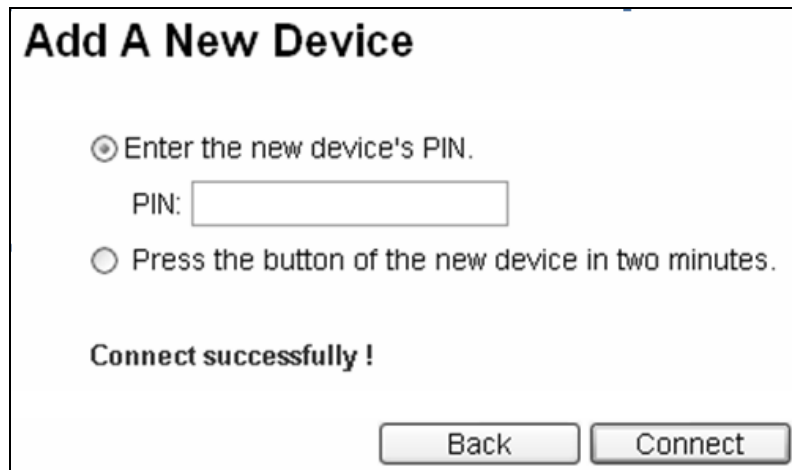 Add A New Device
Enter the new device's PIN.
PIN:
Press the button of the new device in two minutes.
Connect successfully !
Back Connect